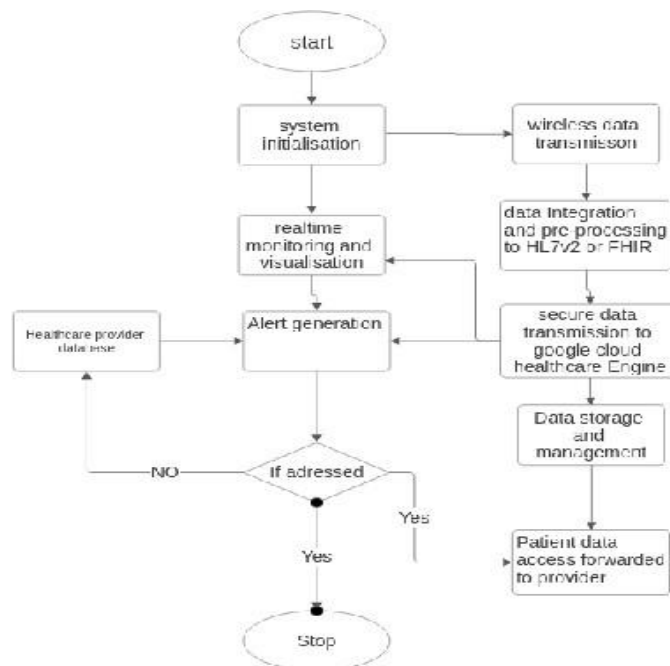 start
system
initialisation
wireless data
transmisson
realtime
monitoring and
visualisation
data Integration
and pre-processing
to HL7v2 or FHIR
Healthcare provider
database
Alert generation
secure data
transmission to
google cloud
healthcare Engine
Data storage
and
management
NO
If adressed
Yes
Yes
Patient data
access forwarded
to provider
Stop